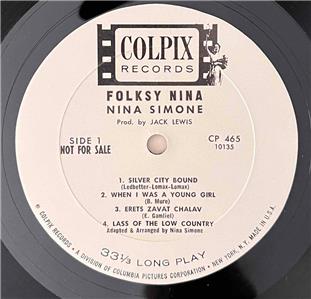 COLPIX
RECORDS
FOLKSY NINA
NINA SIMONE
Prod. by JACK LEWIS
SIDE 1
NOT FOR SALE
CP 465
10135
1. SILVER CITY BOUND
(Ledbetter-Lomax-Lomax)
2. WHEN I WAS A YOUNG GIRL
(B. Mure)
3. ERETS ZAVAT CHALAV
(E. Gamliel)
4. LASS OF THE LOW COUNTRY
Adapted & Arranged by Nina Simone
33⅓ LONG PLAY
© COLPIX RECORDS • A DIVISION OF COLUMBIA PICTURES CORPORATION • NEW YORK, N.Y. MADE IN U.S.A.